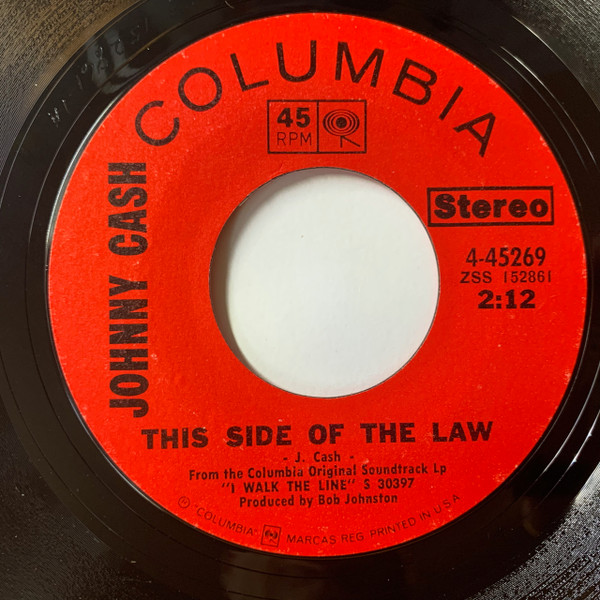 COLUMBIA
45
RPM
JOHNNY CASH
Stereo
4-45269
ZSS 152861
2:12
THIS SIDE OF THE LAW
- J. Cash -
From the Columbia Original Soundtrack Lp
"I WALK THE LINE" S 30397
Produced by Bob Johnston
® "COLUMBIA" MARCAS REG. PRINTED IN U.S.A.